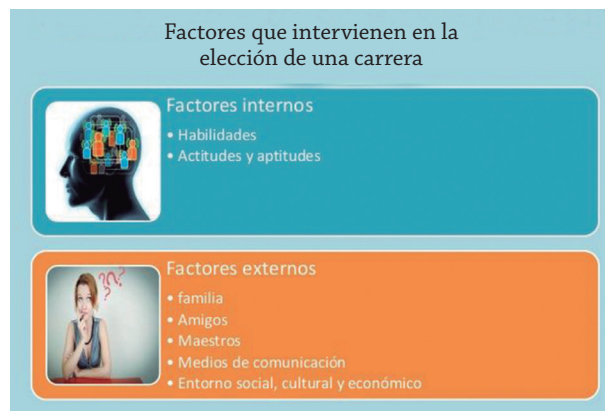 Factores que intervienen en la
elección de una carrera
Factores internos
• Habilidades
• Actitudes y aptitudes
Factores externos
• familia
• Amigos
• Maestros
• Medios de comunicación
• Entorno social, cultural y económico